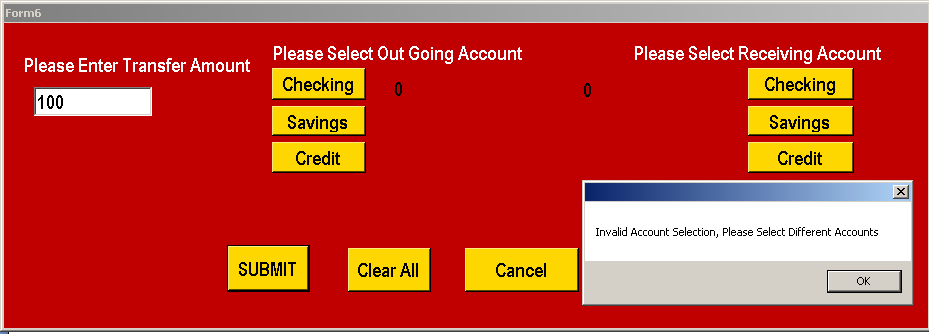 Form6
Please Enter Transfer Amount
100
Please Select Out Going Account
Checking
0
Savings
Credit
Please Select Receiving Account
0
Checking
Savings
Credit
Invalid Account Selection, Please Select Different Accounts
OK
SUBMIT
Clear All
Cancel